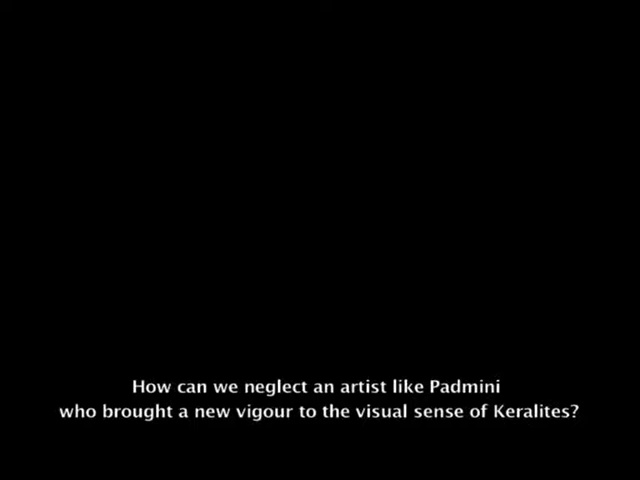 How can we neglect an artist like Padmini
who brought a new vigour to the visual sense of Keralites?